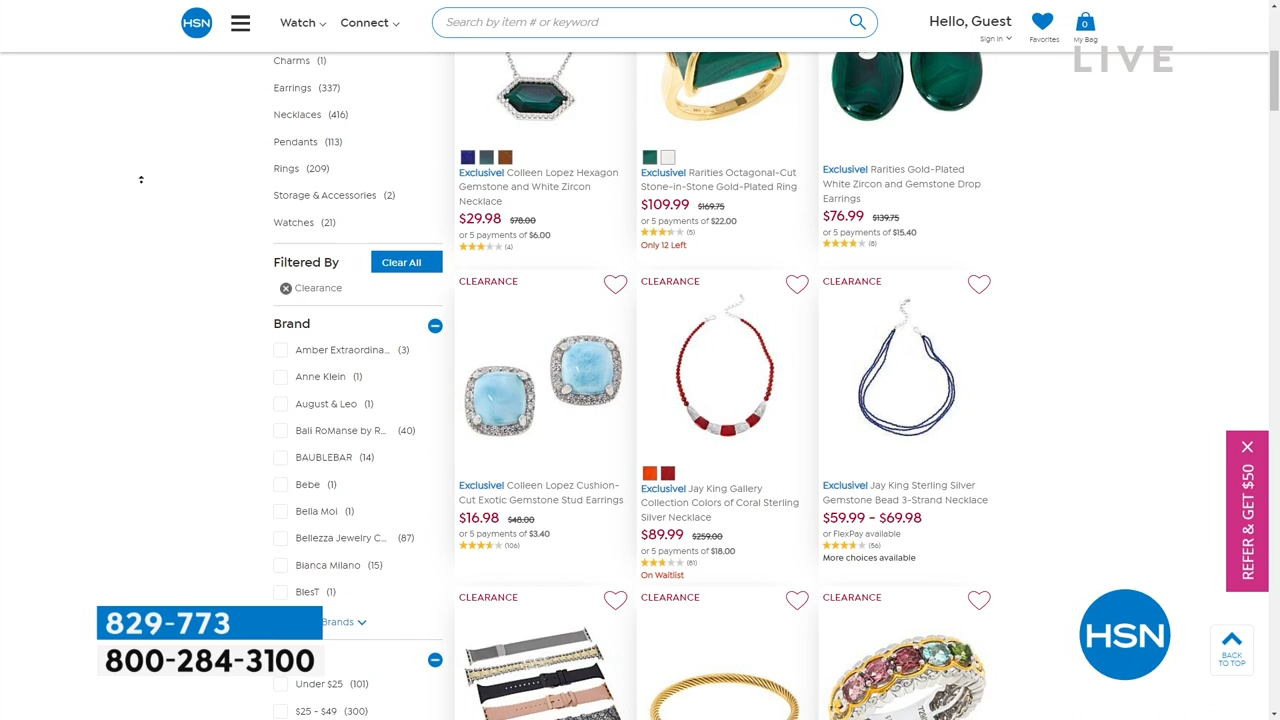 HSN
Watch
Connect
Search by item # or keyword
Hello, Guest
Sign In
Favorites
0
My Bag
LIVE
Charms (1)
Earrings (337)
Necklaces (416)
Pendants (113)
Rings (209)
Storage & Accessories (2)
Watches (21)
Filtered By
Clear All
Clearance
Brand
Amber Extraordina... (3)
Anne Klein (1)
August & Leo (1)
Bali RoManse by R... (40)
BAUBLEBAR (14)
Bebe (1)
Bella Moi (1)
Bellezza Jewelry C... (87)
Bianca Milano (15)
BlesT (1)
Brands
Under $25 (101)
$25 - $49 (300)
Exclusive! Colleen Lopez Hexagon
Gemstone and White Zircon
Necklace
$29.98 $78.00
or 5 payments of $6.00
(4)
Exclusive! Rarities Octagonal-Cut
Stone-in-Stone Gold-Plated Ring
$109.99 $169.75
or 5 payments of $22.00
(5)
Only 12 Left
Exclusive! Rarities Gold-Plated
White Zircon and Gemstone Drop
Earrings
$76.99 $139.75
or 5 payments of $15.40
(8)
CLEARANCE
Exclusive! Colleen Lopez Cushion-
Cut Exotic Gemstone Stud Earrings
$16.98 $48.00
or 5 payments of $3.40
(106)
CLEARANCE
Exclusive! Jay King Gallery
Collection Colors of Coral Sterling
Silver Necklace
$89.99 $259.00
or 5 payments of $18.00
(81)
On Waitlist
CLEARANCE
Exclusive! Jay King Sterling Silver
Gemstone Bead 3-Strand Necklace
$59.99 - $69.98
or FlexPay available
(56)
More choices available
CLEARANCE
CLEARANCE
CLEARANCE
REFER & GET $50
829-773
800-284-3100
HSN
BACK
TO TOP